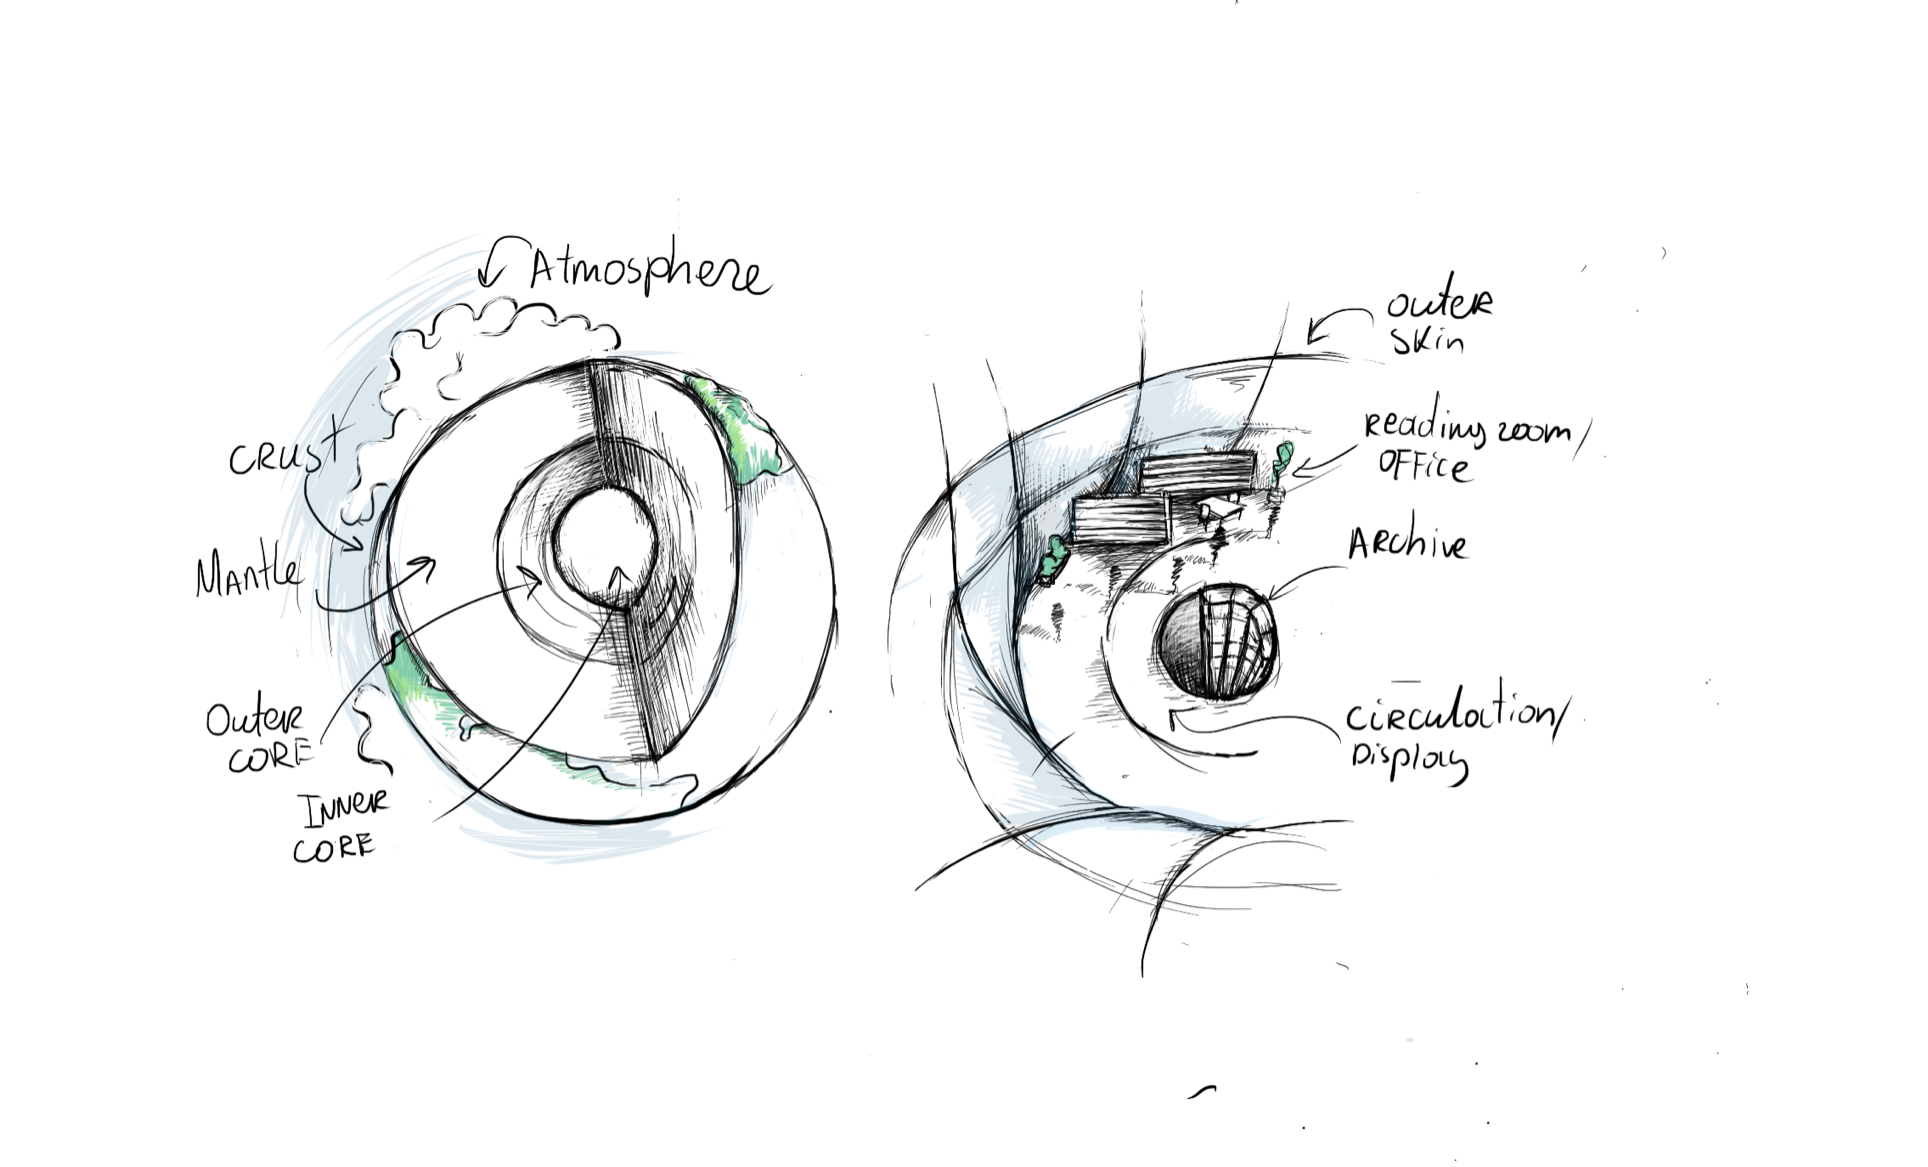 Atmosphere
CRUST
Mantle
Outer
CORE
INNER
CORE
Outer
Skin
Reading room/
OFFice
ARchive
Circulation/
Display